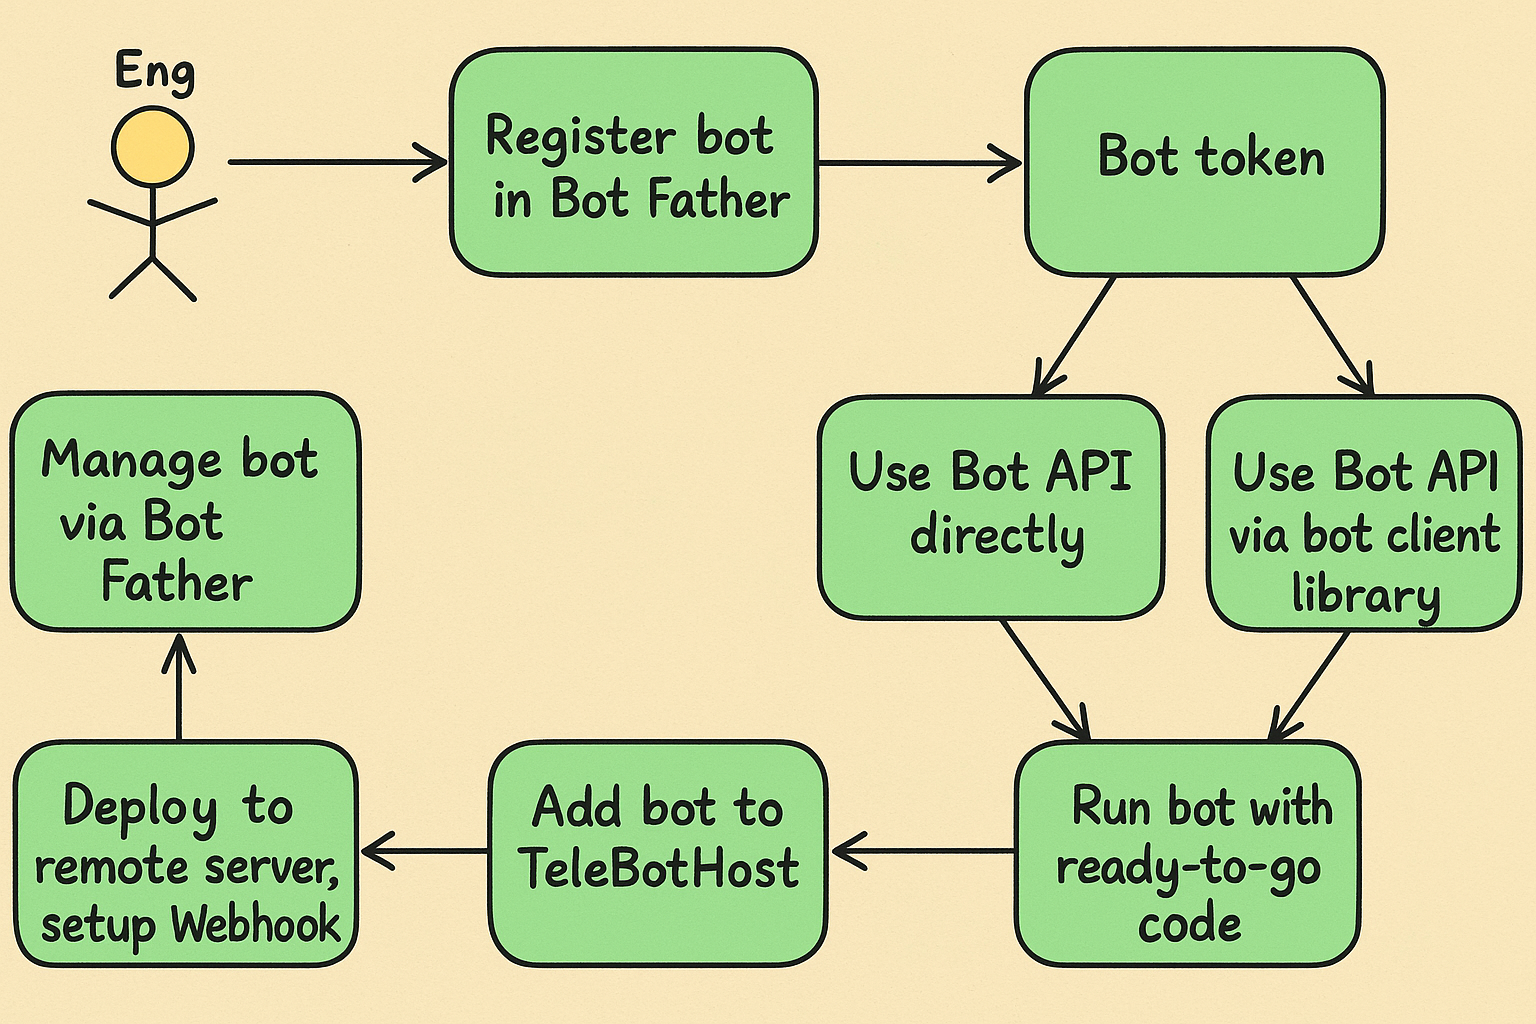 Eng
Register bot
in Bot Father
Bot token
Use Bot API
directly
Use Bot API
via bot client
library
Run bot with
ready-to-go
code
Add bot to
TeleBotHost
Deploy to
remote server,
setup Webhook
Manage bot
via Bot
Father